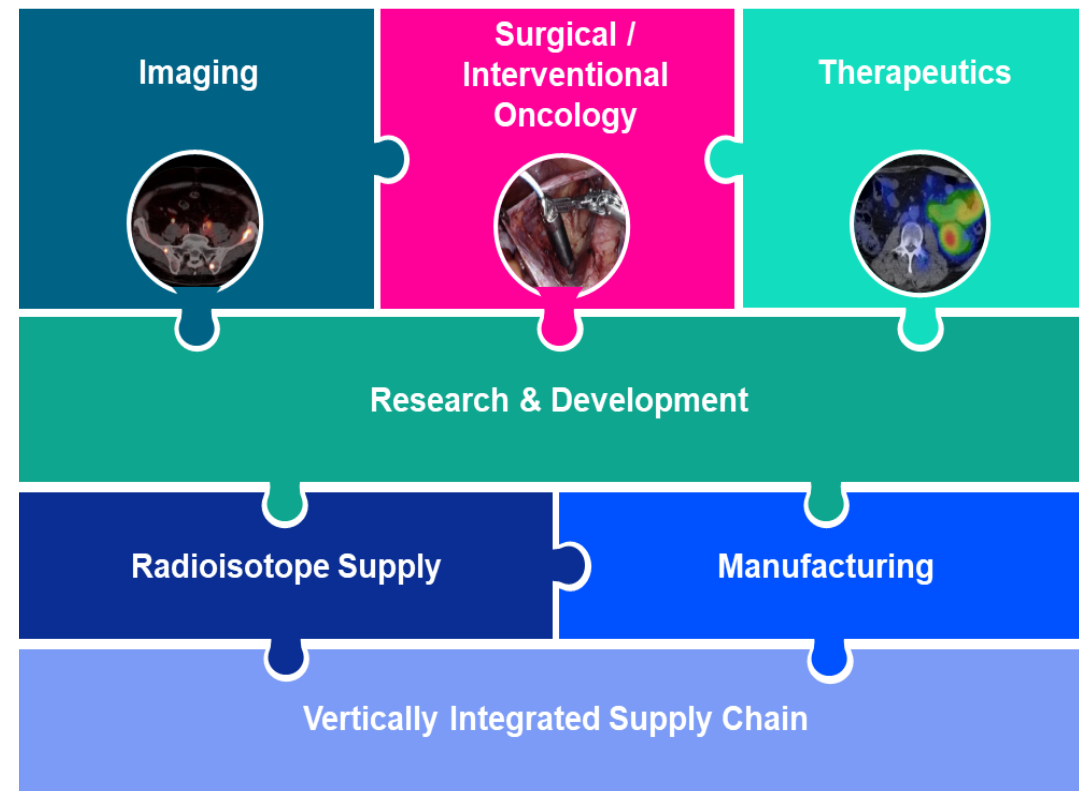 Imaging
Surgical /
Interventional
Oncology
Therapeutics
Research & Development
Radioisotope Supply
Manufacturing
Vertically Integrated Supply Chain